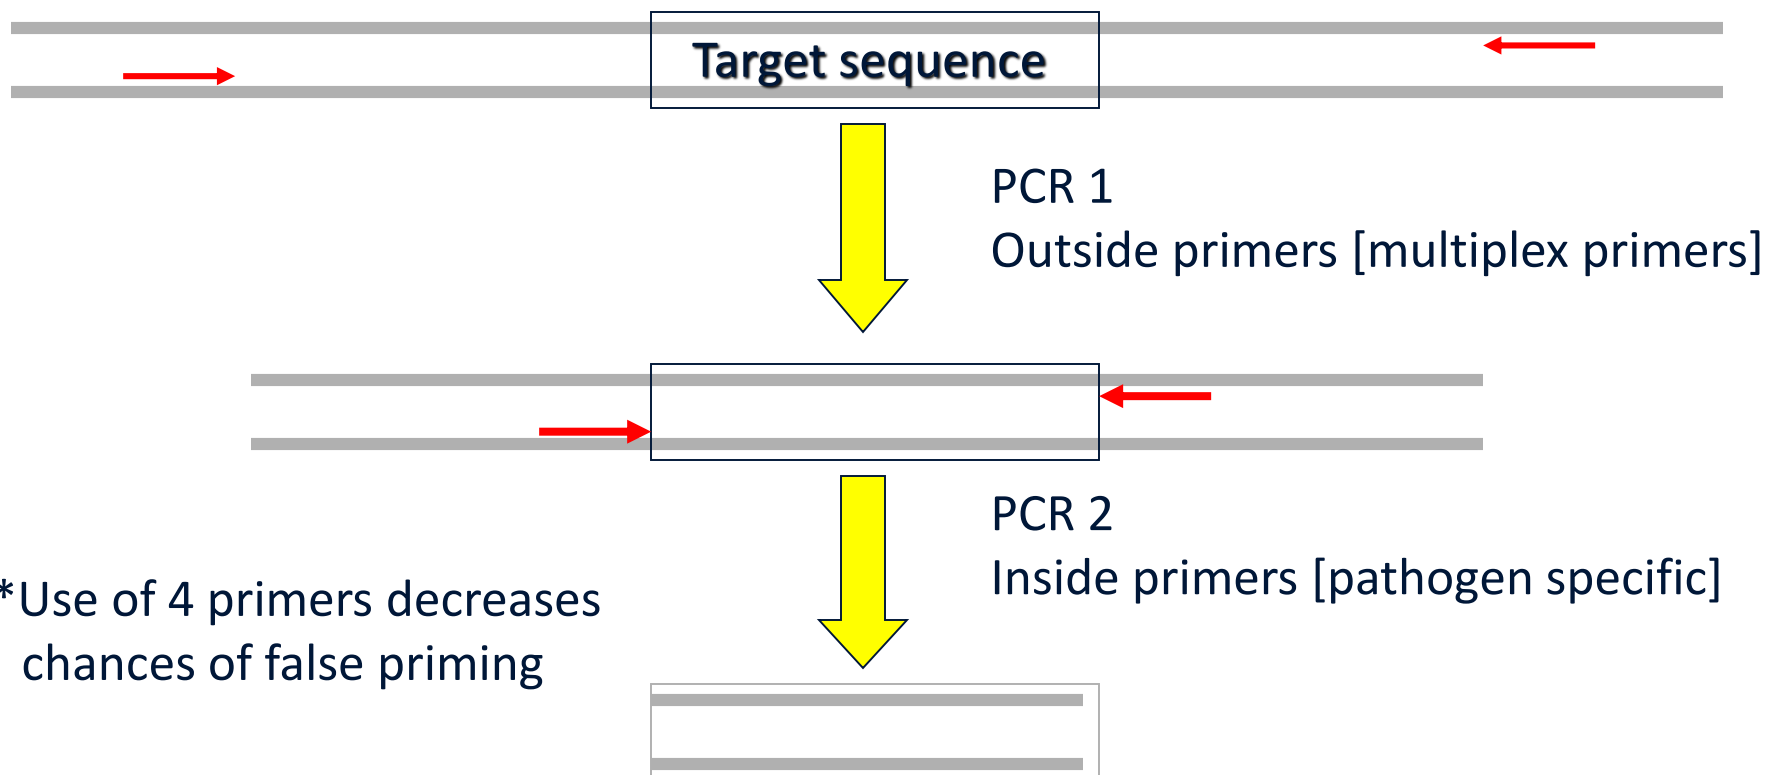 Target sequence
PCR 1
Outside primers [multiplex primers]
PCR 2
Inside primers [pathogen specific]
*Use of 4 primers decreases
chances of false priming